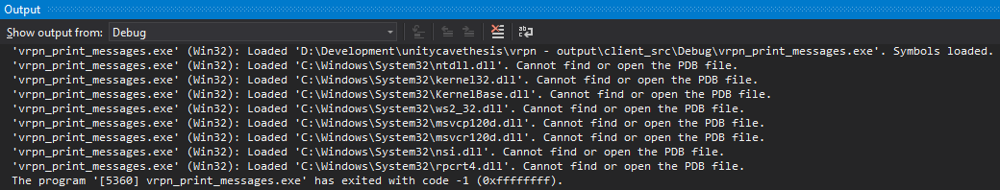 Output
Show output from: Debug
'vrpn_print_messages.exe' (Win32): Loaded 'D:\Development\unitycavethesis\vrpn - output\client_src\Debug\vrpn_print_messages.exe'. Symbols loaded.
'vrpn_print_messages.exe' (Win32): Loaded 'C:\Windows\System32\ntdll.dll'. Cannot find or open the PDB file.
'vrpn_print_messages.exe' (Win32): Loaded 'C:\Windows\System32\kernel32.dll'. Cannot find or open the PDB file.
'vrpn_print_messages.exe' (Win32): Loaded 'C:\Windows\System32\KernelBase.dll'. Cannot find or open the PDB file.
'vrpn_print_messages.exe' (Win32): Loaded 'C:\Windows\System32\ws2_32.dll'. Cannot find or open the PDB file.
'vrpn_print_messages.exe' (Win32): Loaded 'C:\Windows\System32\msvcp120d.dll'. Cannot find or open the PDB file.
'vrpn_print_messages.exe' (Win32): Loaded 'C:\Windows\System32\msvcr120d.dll'. Cannot find or open the PDB file.
'vrpn_print_messages.exe' (Win32): Loaded 'C:\Windows\System32\nsi.dll'. Cannot find or open the PDB file.
'vrpn_print_messages.exe' (Win32): Loaded 'C:\Windows\System32\rpcrt4.dll'. Cannot find or open the PDB file.
The program '[5360] vrpn_print_messages.exe' has exited with code -1 (0xffffffff).